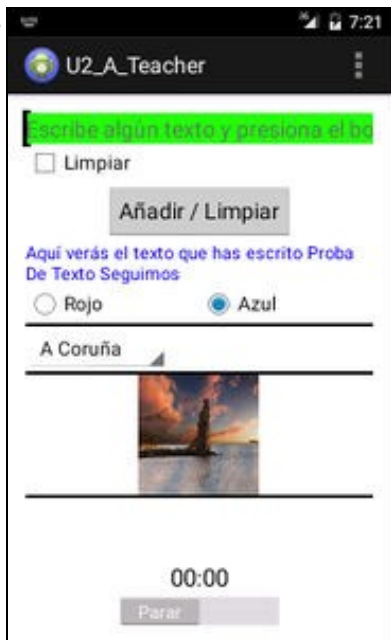 7:21
U2_A_Teacher
Escribe algún texto y presiona el bo
Limpiar
Añadir / Limpiar
Aquí verás el texto que has escrito Proba
De Texto Seguimos
Rojo Azul
A Coruña
00:00
Parar